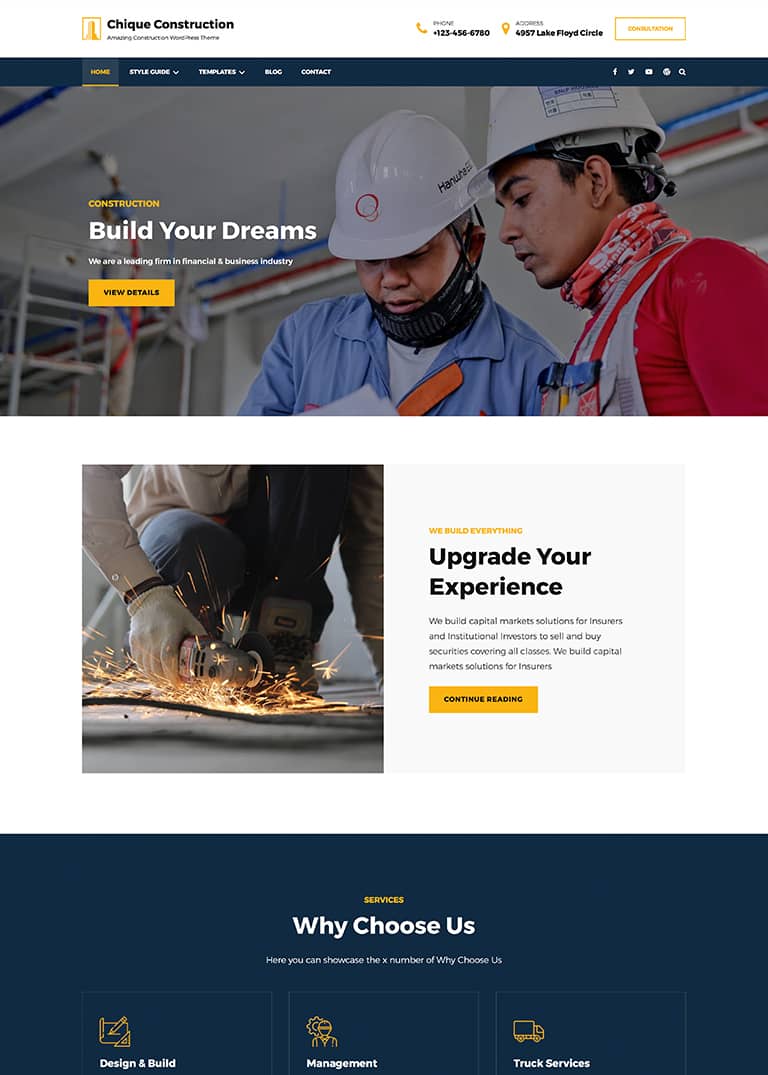 Chique Construction
Amazing Construction WordPress Theme
PHONE
+123-456-6780
ADDRESS
4957 Lake Floyd Circle
CONSULTATION
HOME
STYLE GUIDE
TEMPLATES
BLOG
CONTACT
Hanwha
CONSTRUCTION
Build Your Dreams
We are a leading firm in financial & business industry
VIEW DETAILS
WE BUILD EVERYTHING
Upgrade Your
Experience
We build capital markets solutions for Insurers
and Institutional Investors to sell and buy
securities covering all classes. We build capital
markets solutions for Insurers
CONTINUE READING
SERVICES
Why Choose Us
Here you can showcase the x number of Why Choose Us
Design & Build
Management
Truck Services